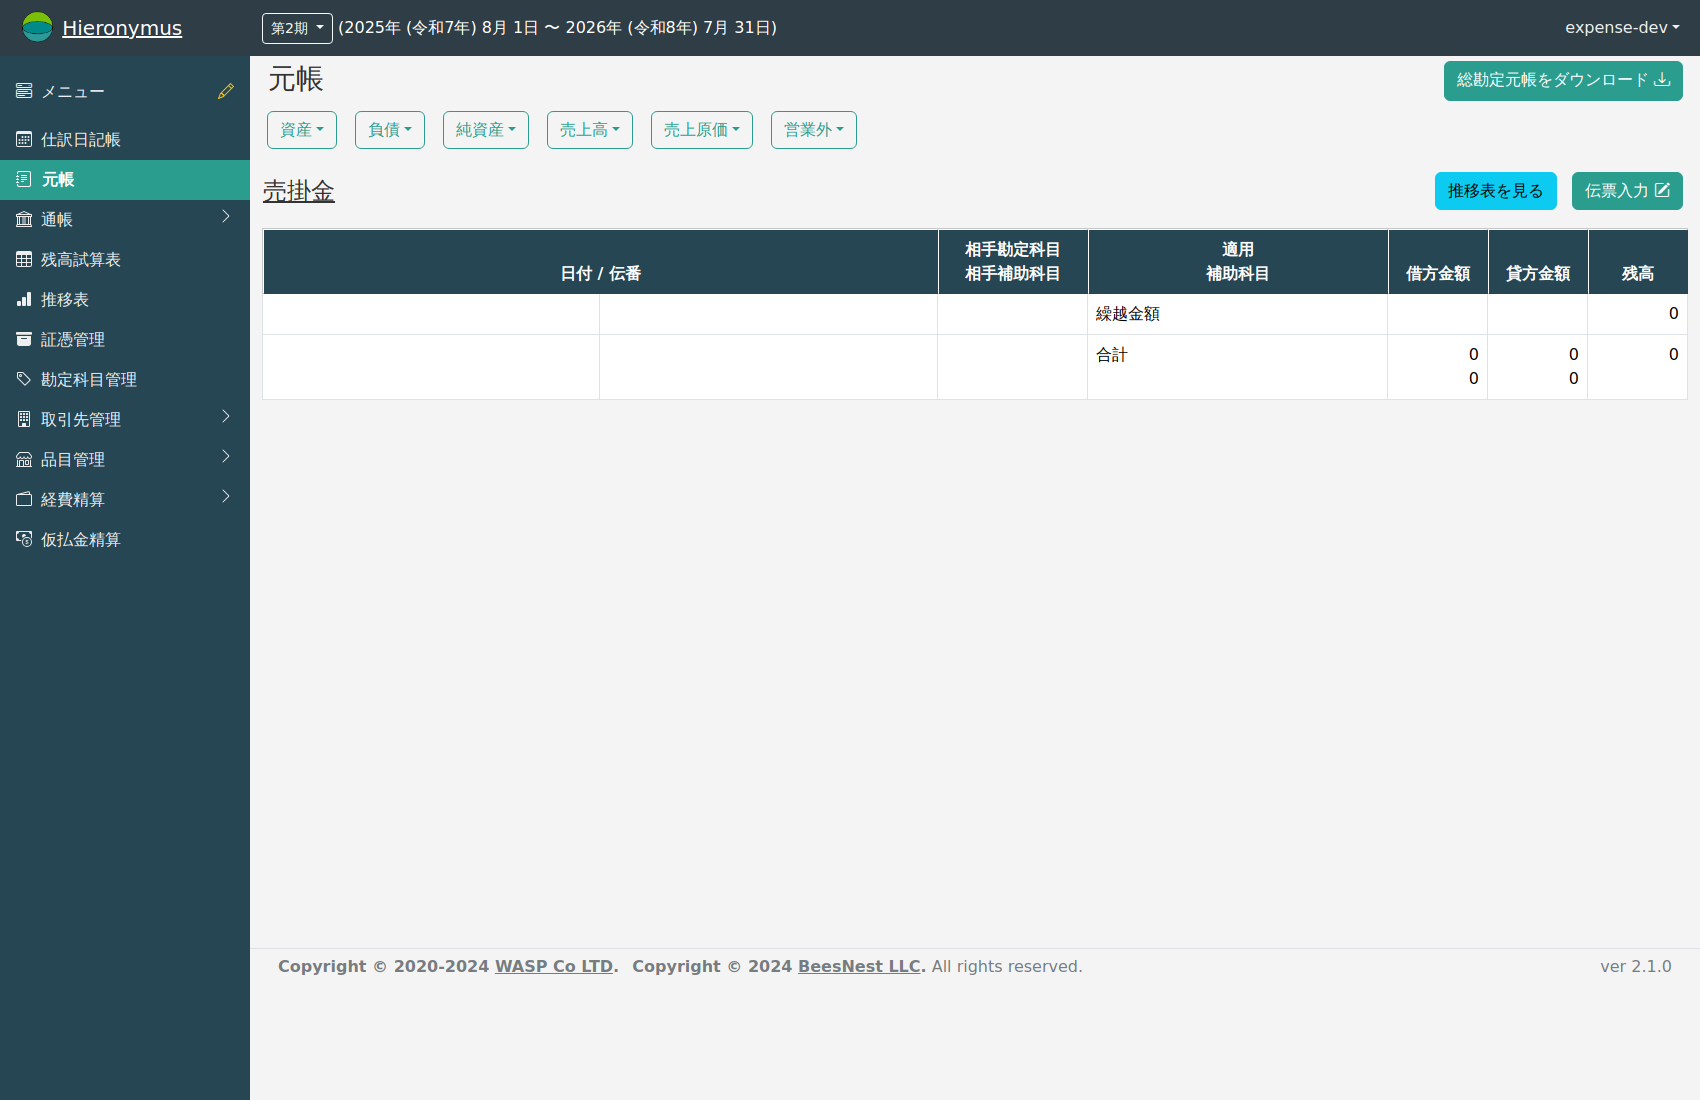 Hieronymus
第2期 (2025年 (令和7年) 8月 1日 〜 2026年 (令和8年) 7月 31日)
expense-dev
メニュー
仕訳日記帳
元帳
通帳
残高試算表
推移表
証憑管理
勘定科目管理
取引先管理
品目管理
経費精算
仮払金精算
元帳
総勘定元帳をダウンロード
資産 負債 純資産 売上高 売上原価 営業外
売掛金
推移表を見る 伝票入力
日付 / 伝番 相手勘定科目 相手補助科目 適用 補助科目 借方金額 貸方金額 残高
繰越金額 0
合計 0 0 0
0 0
Copyright © 2020-2024 WASP Co LTD. Copyright © 2024 BeesNest LLC. All rights reserved.
ver 2.1.0